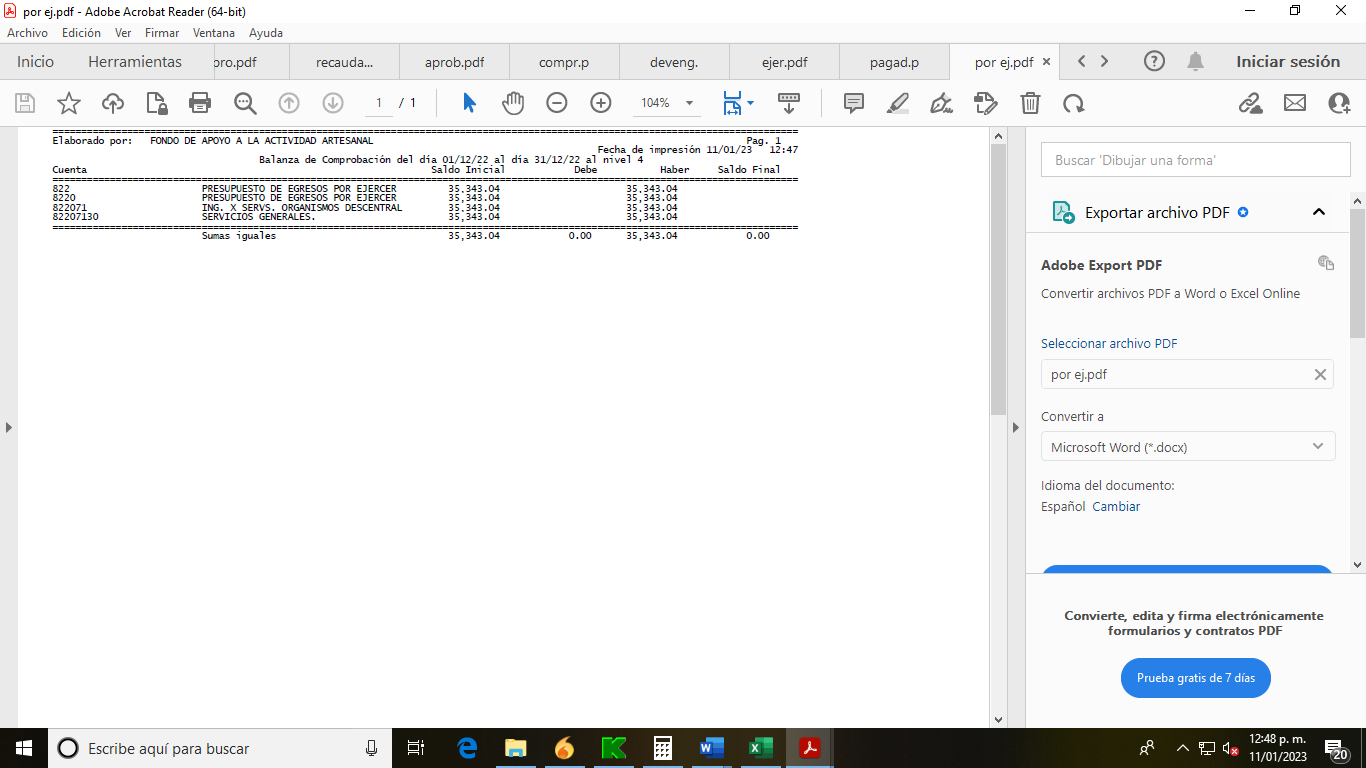 por ej.pdf - Adobe Acrobat Reader (64-bit)
Archivo Edición Ver Firmar Ventana Ayuda
Inicio Herramientas oro.pdf recauda... aprob.pdf compr.p deveng. ejer.pdf pagad.p por ej.pdf Iniciar sesión
1 / 1 104%
Elaborado por: FONDO DE APOYO A LA ACTIVIDAD ARTESANAL Pag. 1
Fecha de impresión 11/01/23 12:47
Balanza de Comprobación del día 01/12/22 al día 31/12/22 al nivel 4
Cuenta Saldo Inicial Debe Haber Saldo Final
822 PRESUPUESTO DE EGRESOS POR EJERCER 35,343.04 35,343.04
8220 PRESUPUESTO DE EGRESOS POR EJERCER 35,343.04 35,343.04
822071 ING. X SERVS. ORGANISMOS DESCENTRAL 35,343.04 35,343.04
82207130 SERVICIOS GENERALES. 35,343.04 35,343.04
Sumas iguales 35,343.04 0.00 35,343.04 0.00
Buscar 'Dibujar una forma'
Exportar archivo PDF
Adobe Export PDF
Convertir archivos PDF a Word o Excel Online
Seleccionar archivo PDF
por ej.pdf
Convertir a
Microsoft Word (*.docx)
Idioma del documento:
Español Cambiar
Convierte, edita y firma electrónicamente
formularios y contratos PDF
Prueba gratis de 7 días
Escribe aquí para buscar
12:48 p. m.
11/01/2023
20